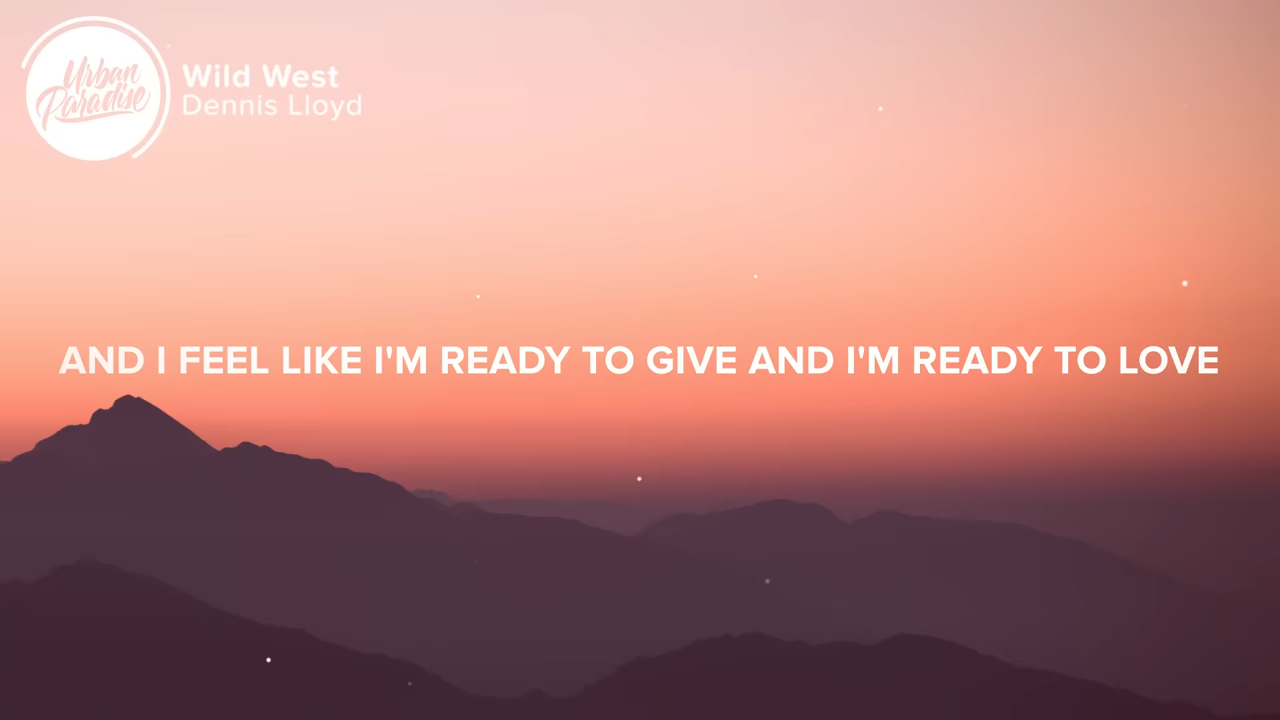 Urban
Paradise
Wild West
Dennis Lloyd
AND I FEEL LIKE I'M READY TO GIVE AND I'M READY TO LOVE